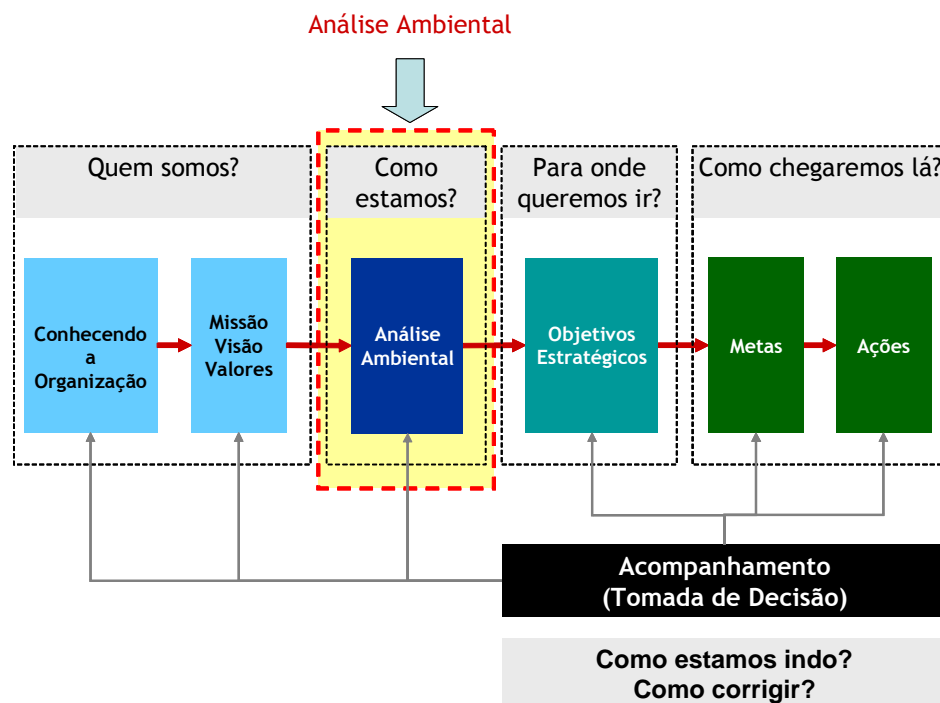 Análise Ambiental
Quem somos?
Como
estamos?
Para onde
queremos ir?
Como chegaremos lá?
Conhecendo
a
Organização
Missão
Visão
Valores
Análise
Ambiental
Objetivos
Estratégicos
Metas
Ações
Acompanhamento
(Tomada de Decisão)
Como estamos indo?
Como corrigir?